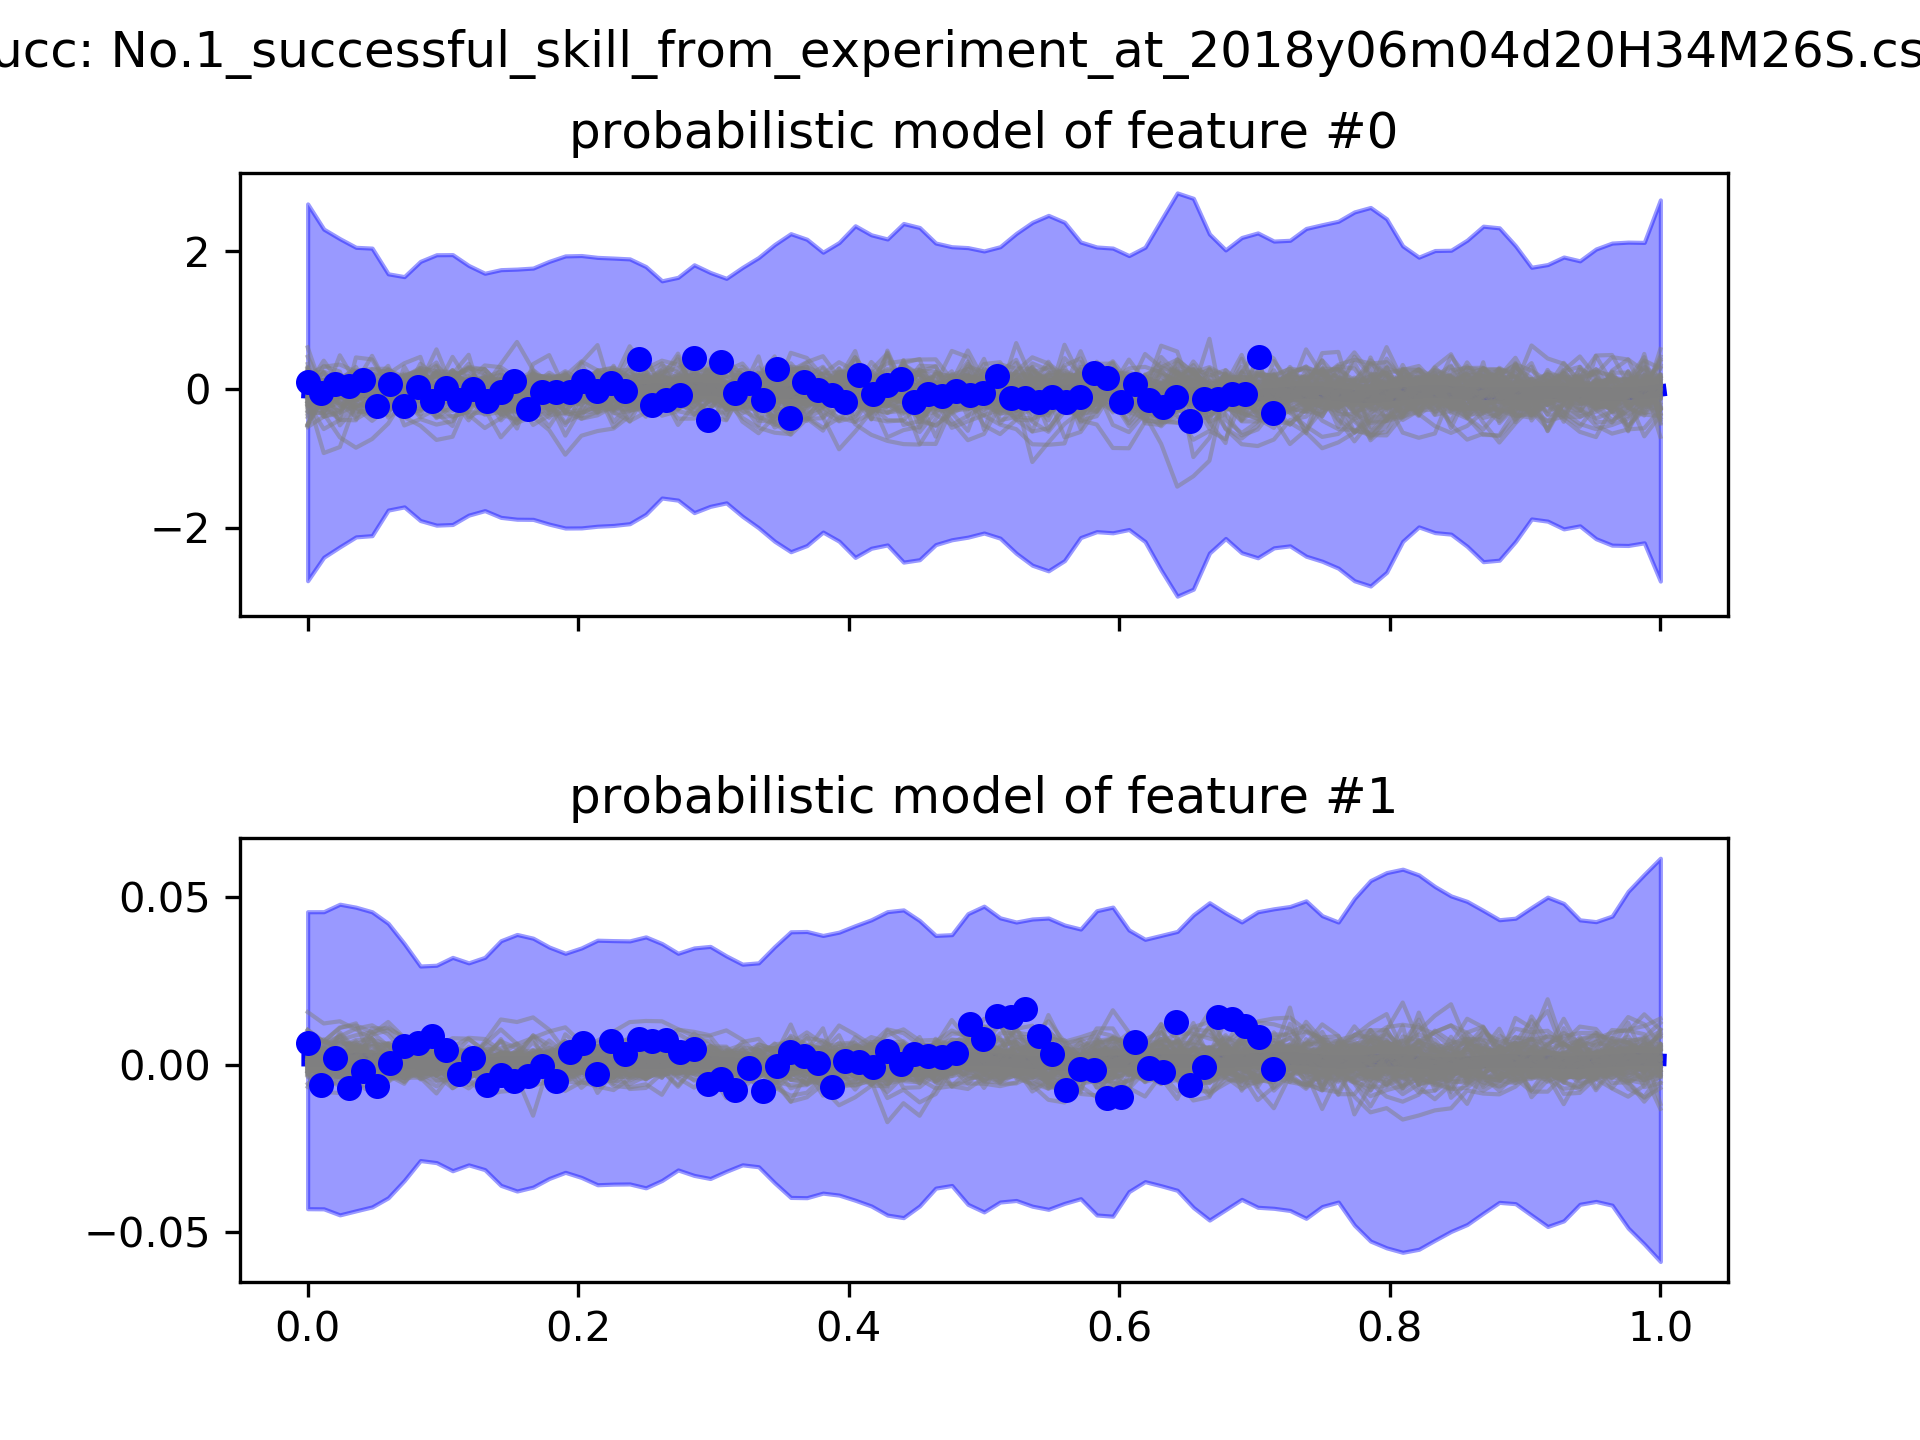 ucc: No.1_successful_skill_from_experiment_at_2018y06m04d20H34M26S.cs
probabilistic model of feature #0
2
0
−2
probabilistic model of feature #1
0.05
0.00
−0.05
0.0 0.2 0.4 0.6 0.8 1.0